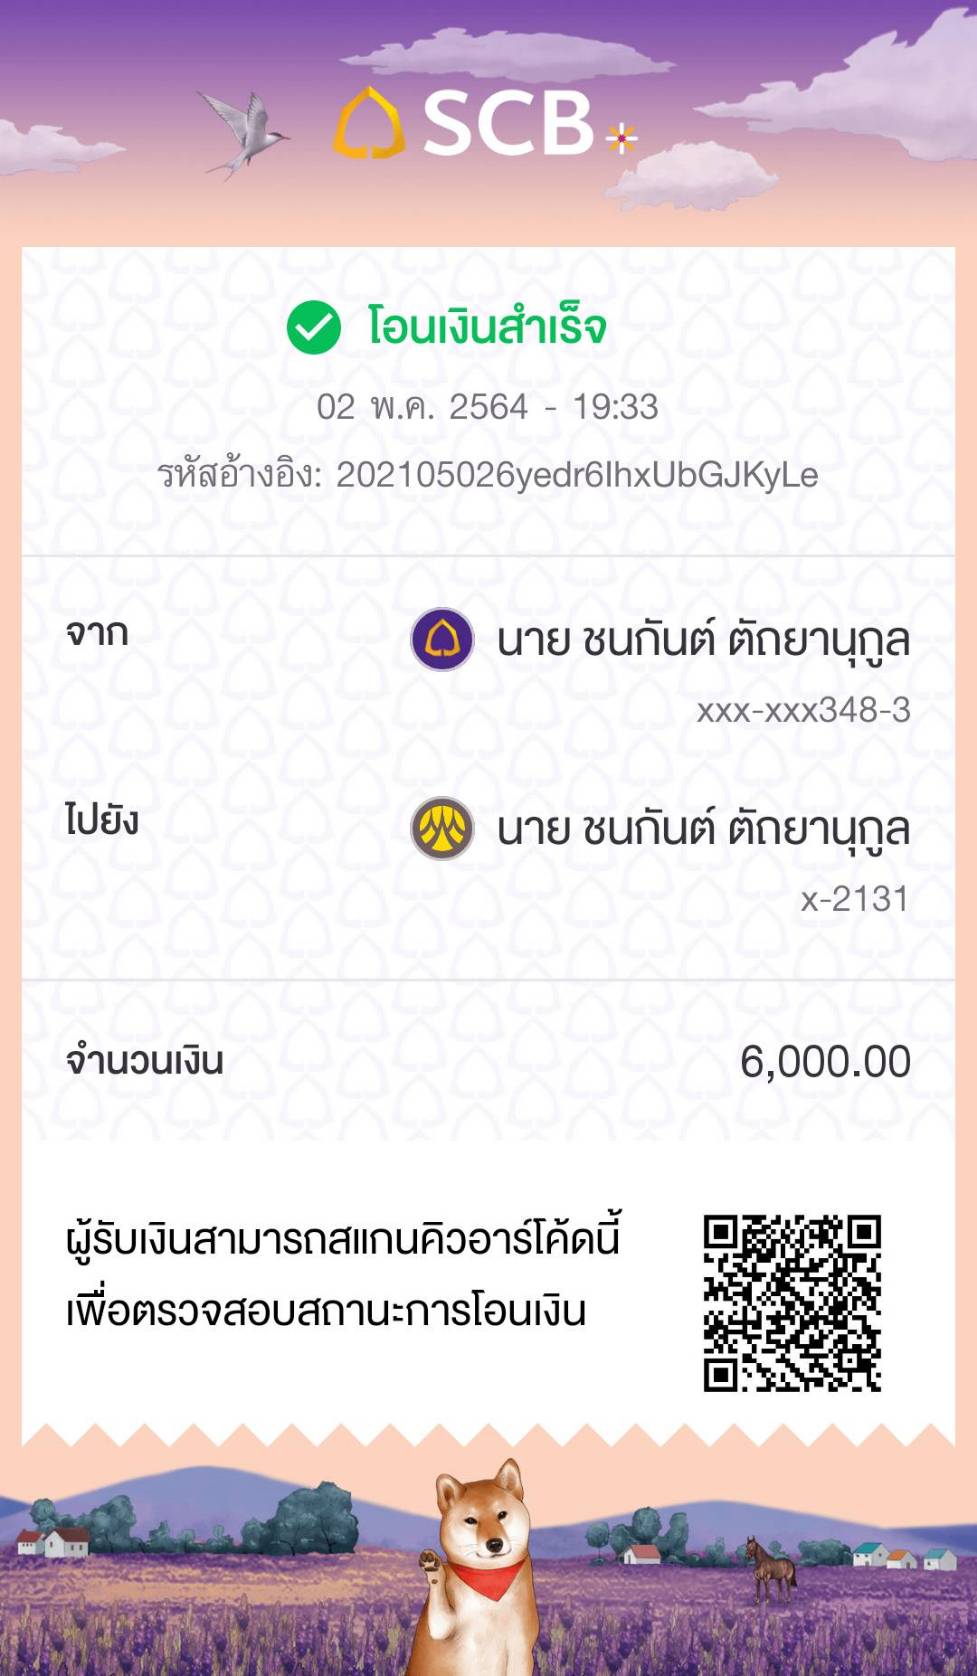 SCB
โอนเงินสำเร็จ
02 พ.ค. 2564 - 19:33
รหัสอ้างอิง: 202105026yedr6lhxUbGJKyLe
จาก
นาย ชนกันต์ ตัถยานุกูล
xxx-xxx348-3
ไปยัง
นาย ชนกันต์ ตัถยานุกูล
x-2131
จำนวนเงิน 6,000.00
ผู้รับเงินสามารถสแกนคิวอาร์โค้ดนี้
เพื่อตรวจสอบสถานะการโอนเงิน